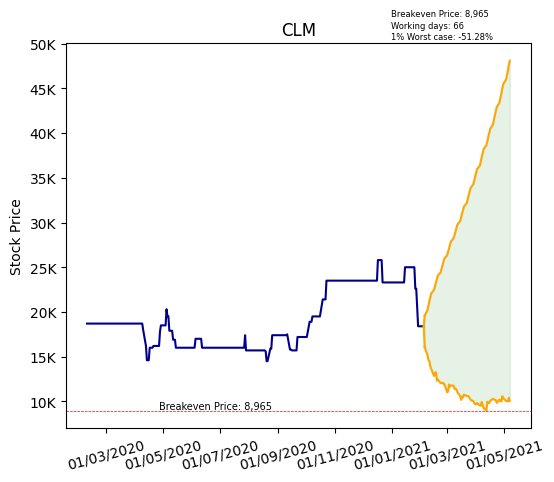 Breakeven Price: 8,965
Working days: 66
1% Worst case: -51.28%
CLM
50K
45K
40K
35K
30K
25K
20K
15K
10K
Stock Price
Breakeven Price: 8,965
01/03/2020
01/05/2020
01/07/2020
01/09/2020
01/11/2020
01/01/2021
01/03/2021
01/05/2021